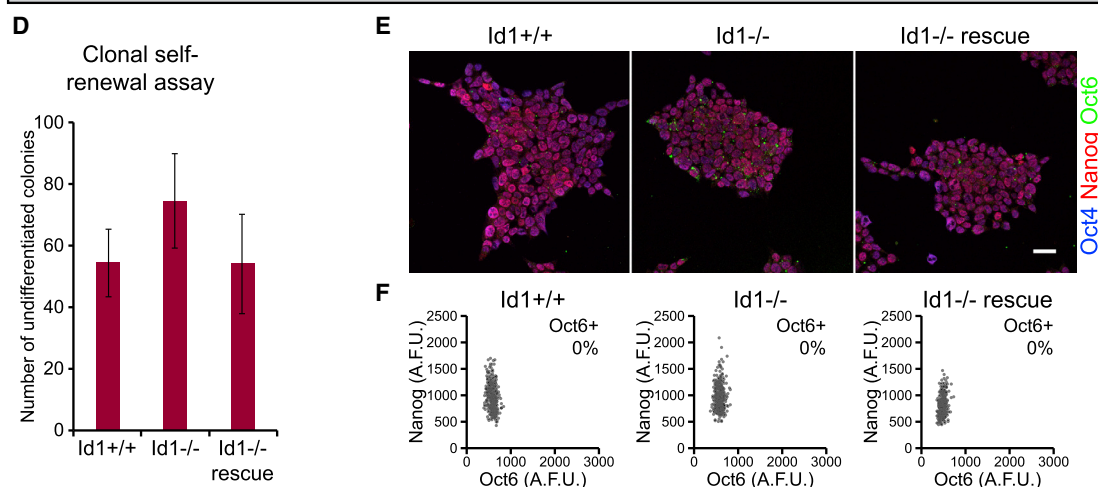 D
Clonal self-
renewal assay
Number of undifferentiated colonies
100
80
60
40
20
0
Id1+/+
Id1-/-
Id1-/-
rescue
E
Id1+/+
Id1-/-
Id1-/- rescue
Oct4 Nanog Oct6
F
Id1+/+
Oct6+
0%
Nanog (A.F.U.)
2500
2000
1500
1000
500
0
0 1000 2000 3000
Oct6 (A.F.U.)
Id1-/-
Oct6+
0%
Nanog (A.F.U.)
2500
2000
1500
1000
500
0
0 1000 2000 3000
Oct6 (A.F.U.)
Id1-/- rescue
Oct6+
0%
Nanog (A.F.U.)
2500
2000
1500
1000
500
0
0 1000 2000 3000
Oct6 (A.F.U.)